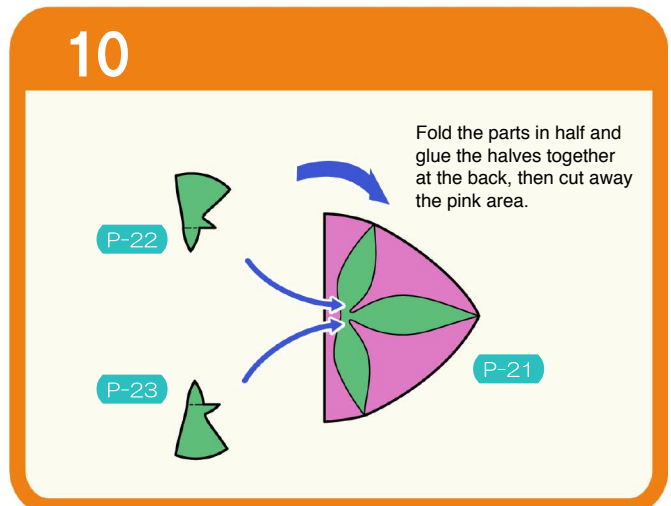 10
Fold the parts in half and
glue the halves together
at the back, then cut away
the pink area.
P-22
P-23
P-21